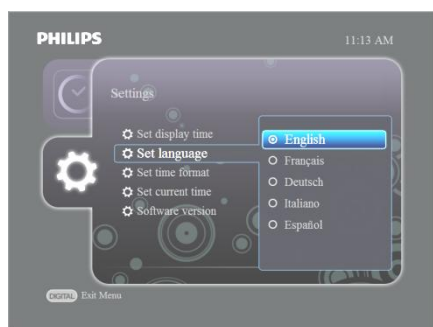 PHILIPS
11:13 AM
Settings
Set display time
Set language
Set time format
Set current time
Software version
English
Français
Deutsch
Italiano
Español
DIGITAL Exit Menu